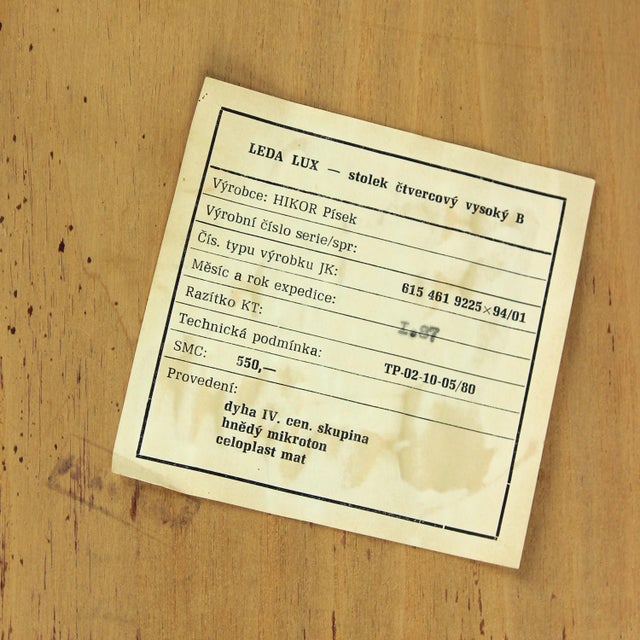 LEDA LUX — stolek čtvercový vysoký B
Výrobce: HIKOR Písek
Výrobní číslo serie/spr:
Čís. typu výrobku JK: 615 461 9225×94/01
Měsíc a rok expedice: I.87
Razítko KT:
Technická podmínka: TP-02-10-05/80
SMC: 550,—
Provedení:
dyha IV. cen. skupina
hnědý mikroton
celoplast mat